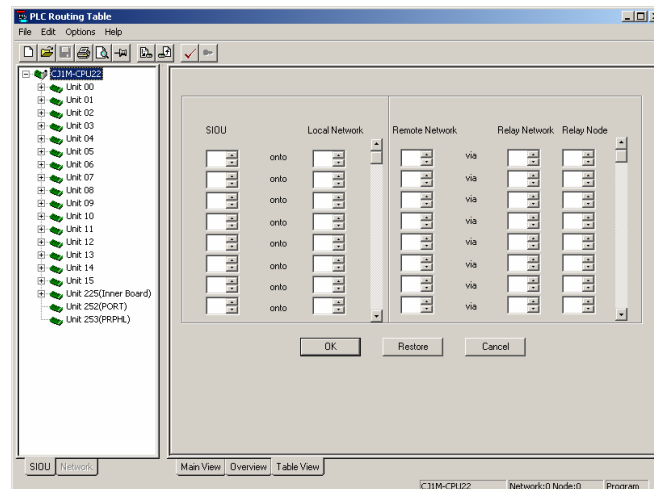 PLC Routing Table
File Edit Options Help
CJ1M-CPU22
Unit 00
Unit 01
Unit 02
Unit 03
Unit 04
Unit 05
Unit 06
Unit 07
Unit 08
Unit 09
Unit 10
Unit 11
Unit 12
Unit 13
Unit 14
Unit 15
Unit 225(Inner Board)
Unit 252(PORT)
Unit 253(PRPHL)
SIOU Local Network Remote Network Relay Network Relay Node
onto via
onto via
onto via
onto via
onto via
onto via
onto via
onto via
OK Restore Cancel
SIOU Network Main View Overview Table View
CJ1M-CPU22 Network:0 Node:0 Program